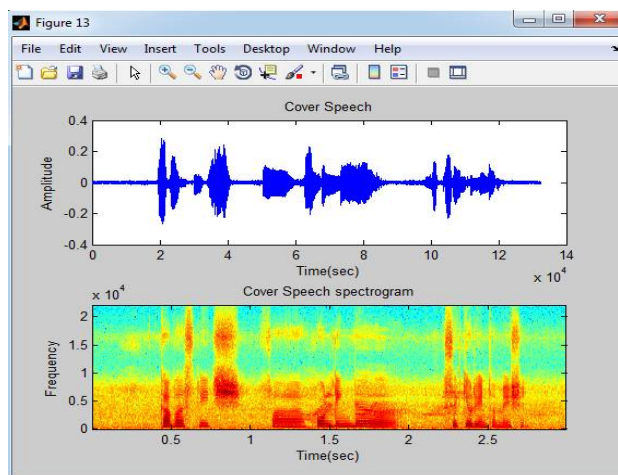 Figure 13
File Edit View Insert Tools Desktop Window Help
Cover Speech
Amplitude
0.4
0.2
0
-0.2
-0.4
0 2 4 6 8 10 12 14
Time(sec)
x 10^4
Cover Speech spectrogram
x 10^4
Frequency
2
1.5
1
0.5
0
0.5 1 1.5 2 2.5
Time(sec)